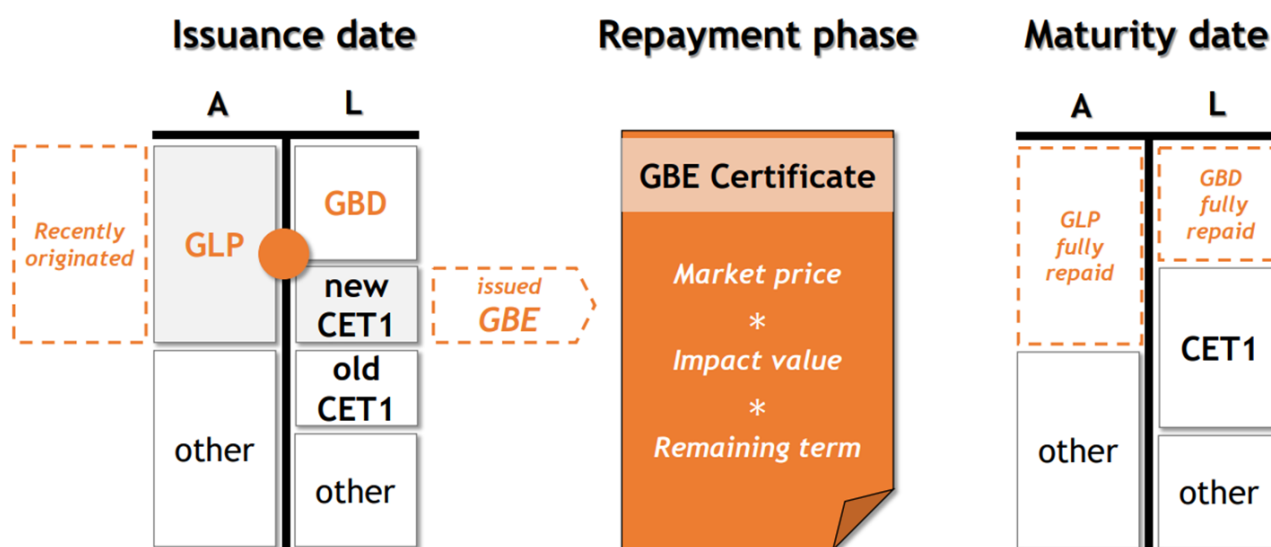 Issuance date
A
L
Recently
originated
GLP
GBD
new
CET1
issued
GBE
old
CET1
other
other
Repayment phase
GBE Certificate
Market price
*
Impact value
*
Remaining term
Maturity date
A
L
GLP
fully
repaid
GBD
fully
repaid
CET1
other
other